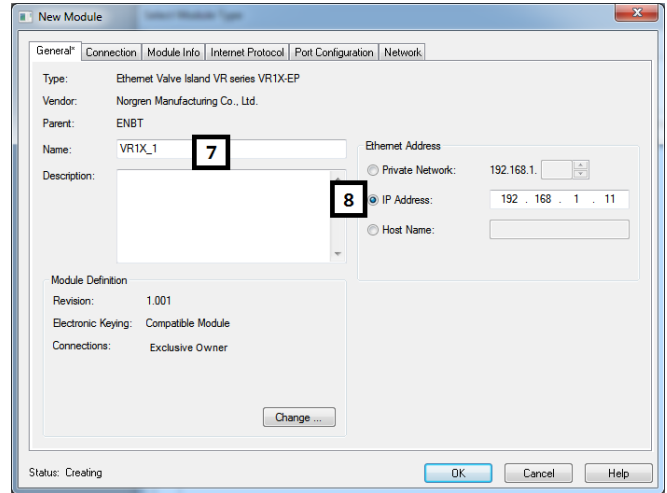 New Module
General* Connection Module Info Internet Protocol Port Configuration Network
Type: Ethernet Valve Island VR series VR1X-EP
Vendor: Norgren Manufacturing Co., Ltd.
Parent: ENBT
Name: VR1X_1
7
Description:
Ethernet Address
Private Network: 192.168.1.
8
IP Address: 192 . 168 . 1 . 11
Host Name:
Module Definition
Revision: 1.001
Electronic Keying: Compatible Module
Connections: Exclusive Owner
Change ...
Status: Creating
OK Cancel Help